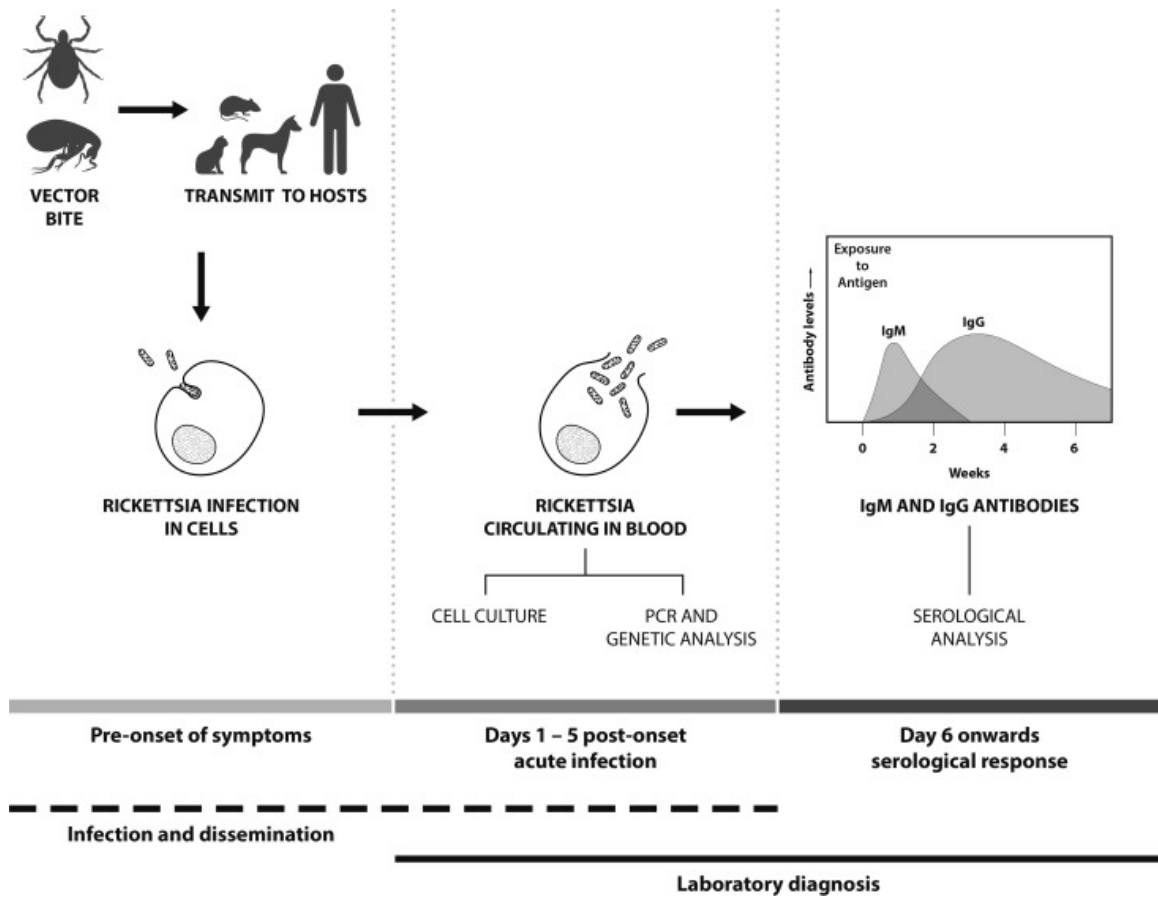 VECTOR
BITE
TRANSMIT TO HOSTS
RICKETTSIA INFECTION
IN CELLS
RICKETTSIA
CIRCULATING IN BLOOD
CELL CULTURE
PCR AND
GENETIC ANALYSIS
Exposure
to
Antigen
Antibody levels
IgM
IgG
0 2 4 6
Weeks
IgM AND IgG ANTIBODIES
SEROLOGICAL
ANALYSIS
Pre-onset of symptoms
Days 1 – 5 post-onset
acute infection
Day 6 onwards
serological response
Infection and dissemination
Laboratory diagnosis